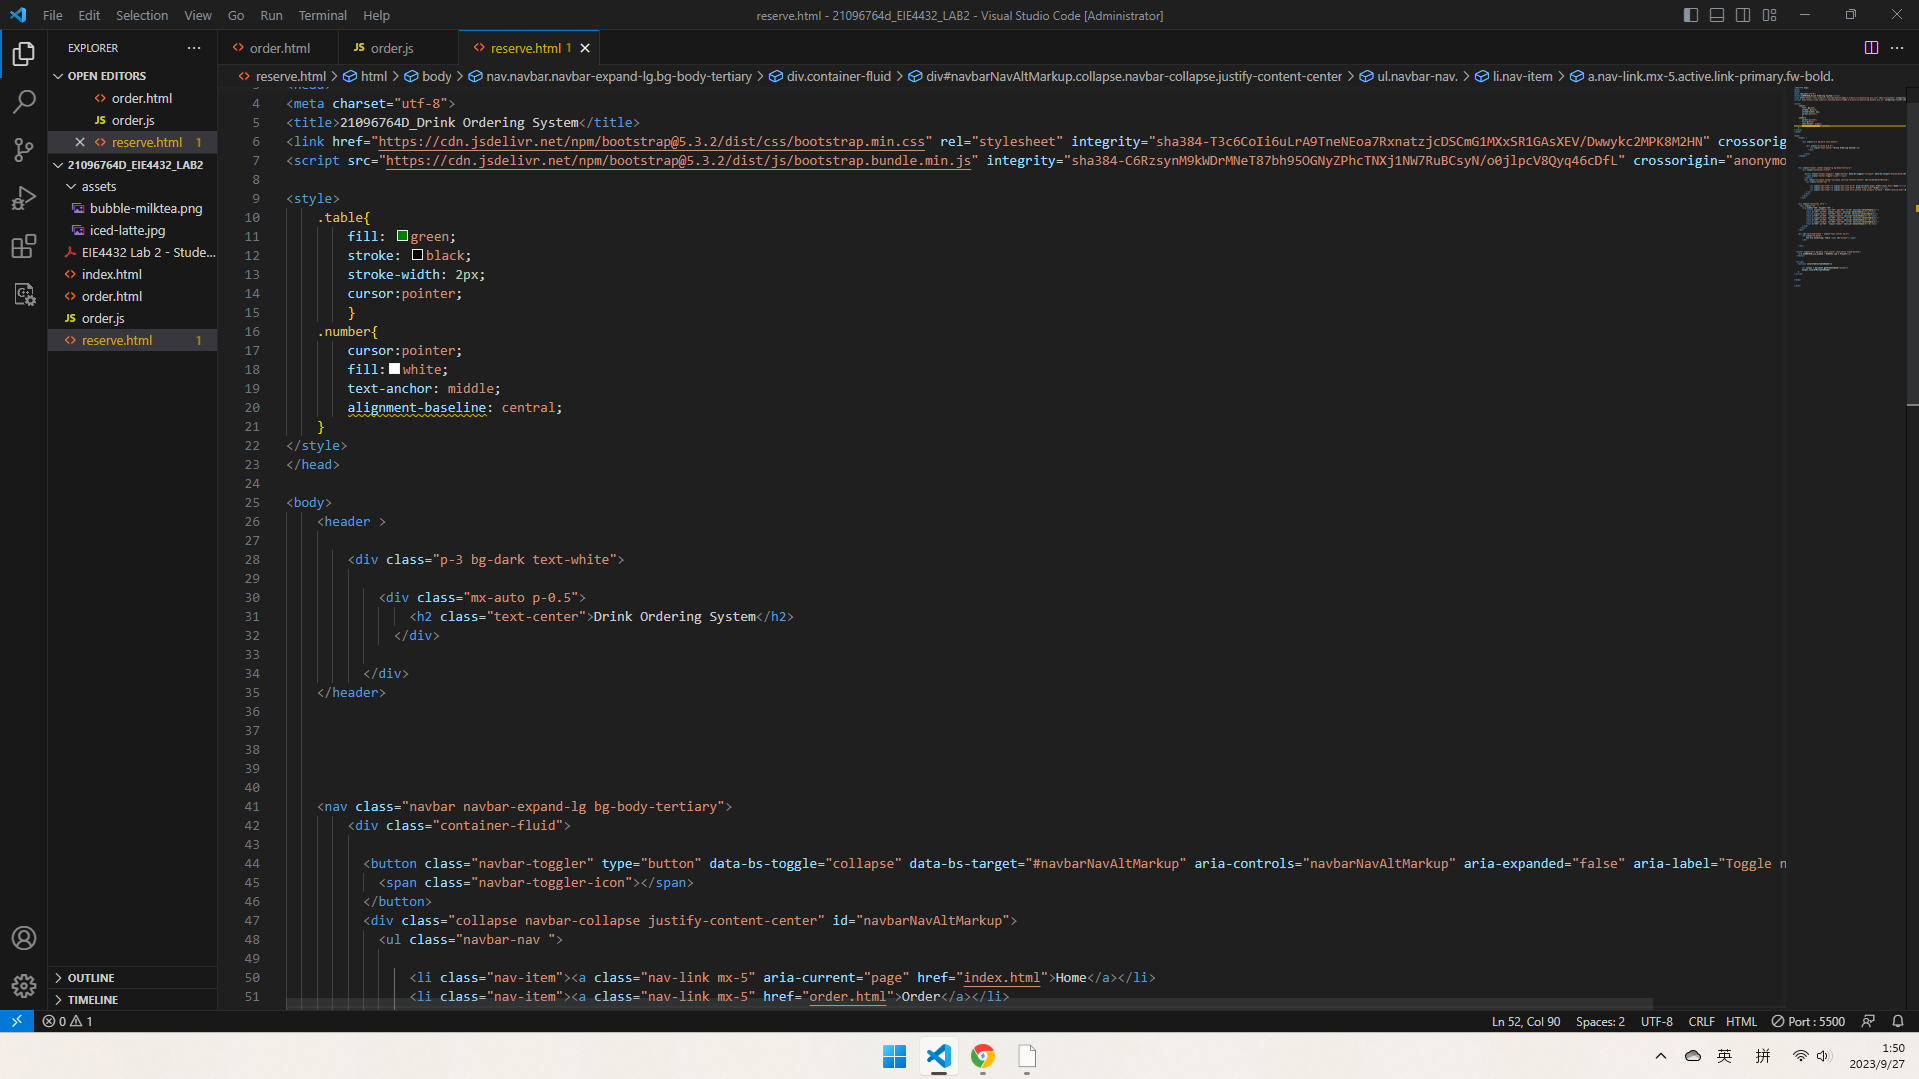 File Edit Selection View Go Run Terminal Help
reserve.html - 21096764d_EIE4432_LAB2 - Visual Studio Code [Administrator]
EXPLORER
OPEN EDITORS
order.html
order.js
reserve.html 1
21096764D_EIE4432_LAB2
assets
bubble-milktea.png
iced-latte.jpg
EIE4432 Lab 2 - Stude...
index.html
order.html
order.js
reserve.html 1
OUTLINE
TIMELINE
order.html
order.js
reserve.html 1
reserve.html > html > body > nav.navbar.navbar-expand-lg.bg-body-tertiary > div.container-fluid > div#navbarNavAltMarkup.collapse.navbar-collapse.justify-content-center > ul.navbar-nav. > li.nav-item > a.nav-link.mx-5.active.link-primary.fw-bold.
3 <head>
4 <meta charset="utf-8">
5 <title>21096764D_Drink Ordering System</title>
6 <link href="https://cdn.jsdelivr.net/npm/bootstrap@5.3.2/dist/css/bootstrap.min.css" rel="stylesheet" integrity="sha384-T3c6CoIi6uLrA9TneNEoa7RxnatzjcDSCmG1MXxSR1GAsXEV/Dwwykc2MPK8M2HN" crossorig
7 <script src="https://cdn.jsdelivr.net/npm/bootstrap@5.3.2/dist/js/bootstrap.bundle.min.js" integrity="sha384-C6RzsynM9kWDrMNeT87bh95OGNyZPhcTNXj1NW7RuBCsyN/o0jlpcV8Qyq46cDfL" crossorigin="anonymo
8
9 <style>
10 .table{
11 fill: green;
12 stroke: black;
13 stroke-width: 2px;
14 cursor:pointer;
15 }
16 .number{
17 cursor:pointer;
18 fill:white;
19 text-anchor: middle;
20 alignment-baseline: central;
21 }
22 </style>
23 </head>
24
25 <body>
26 <header >
27
28 <div class="p-3 bg-dark text-white">
29
30 <div class="mx-auto p-0.5">
31 <h2 class="text-center">Drink Ordering System</h2>
32 </div>
33
34 </div>
35 </header>
36
37
38
39
40
41 <nav class="navbar navbar-expand-lg bg-body-tertiary">
42 <div class="container-fluid">
43
44 <button class="navbar-toggler" type="button" data-bs-toggle="collapse" data-bs-target="#navbarNavAltMarkup" aria-controls="navbarNavAltMarkup" aria-expanded="false" aria-label="Toggle n
45 <span class="navbar-toggler-icon"></span>
46 </button>
47 <div class="collapse navbar-collapse justify-content-center" id="navbarNavAltMarkup">
48 <ul class="navbar-nav ">
49
50 <li class="nav-item"><a class="nav-link mx-5" aria-current="page" href="index.html">Home</a></li>
51 <li class="nav-item"><a class="nav-link mx-5" href="order.html">Order</a></li>
0 1
Ln 52, Col 90 Spaces: 2 UTF-8 CRLF HTML Port : 5500
英 拼
1:50
2023/9/27